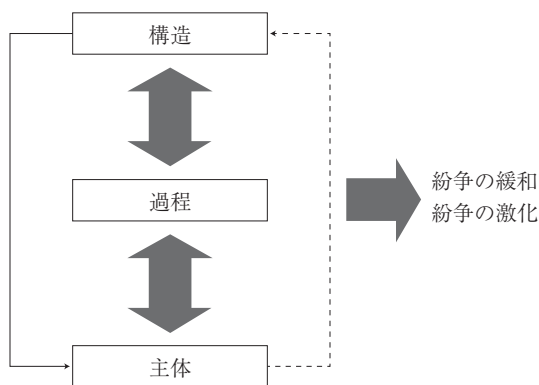 構造
過程
紛争の緩和
紛争の激化
主体